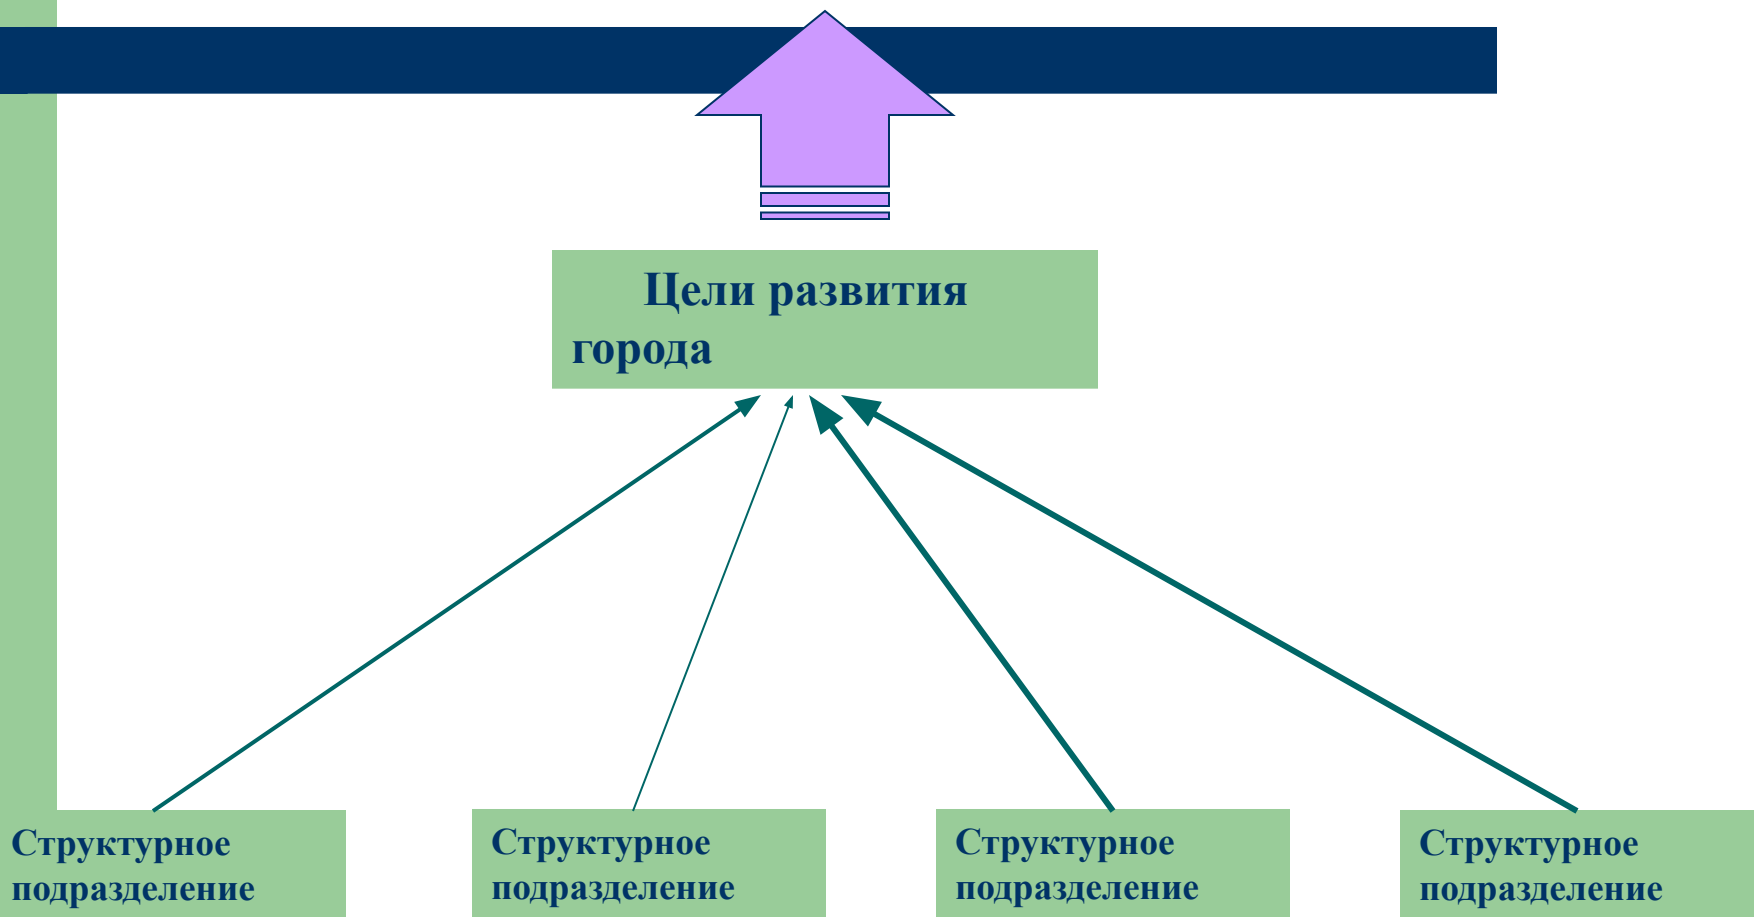 Цели развития
города
Структурное
подразделение
Структурное
подразделение
Структурное
подразделение
Структурное
подразделение